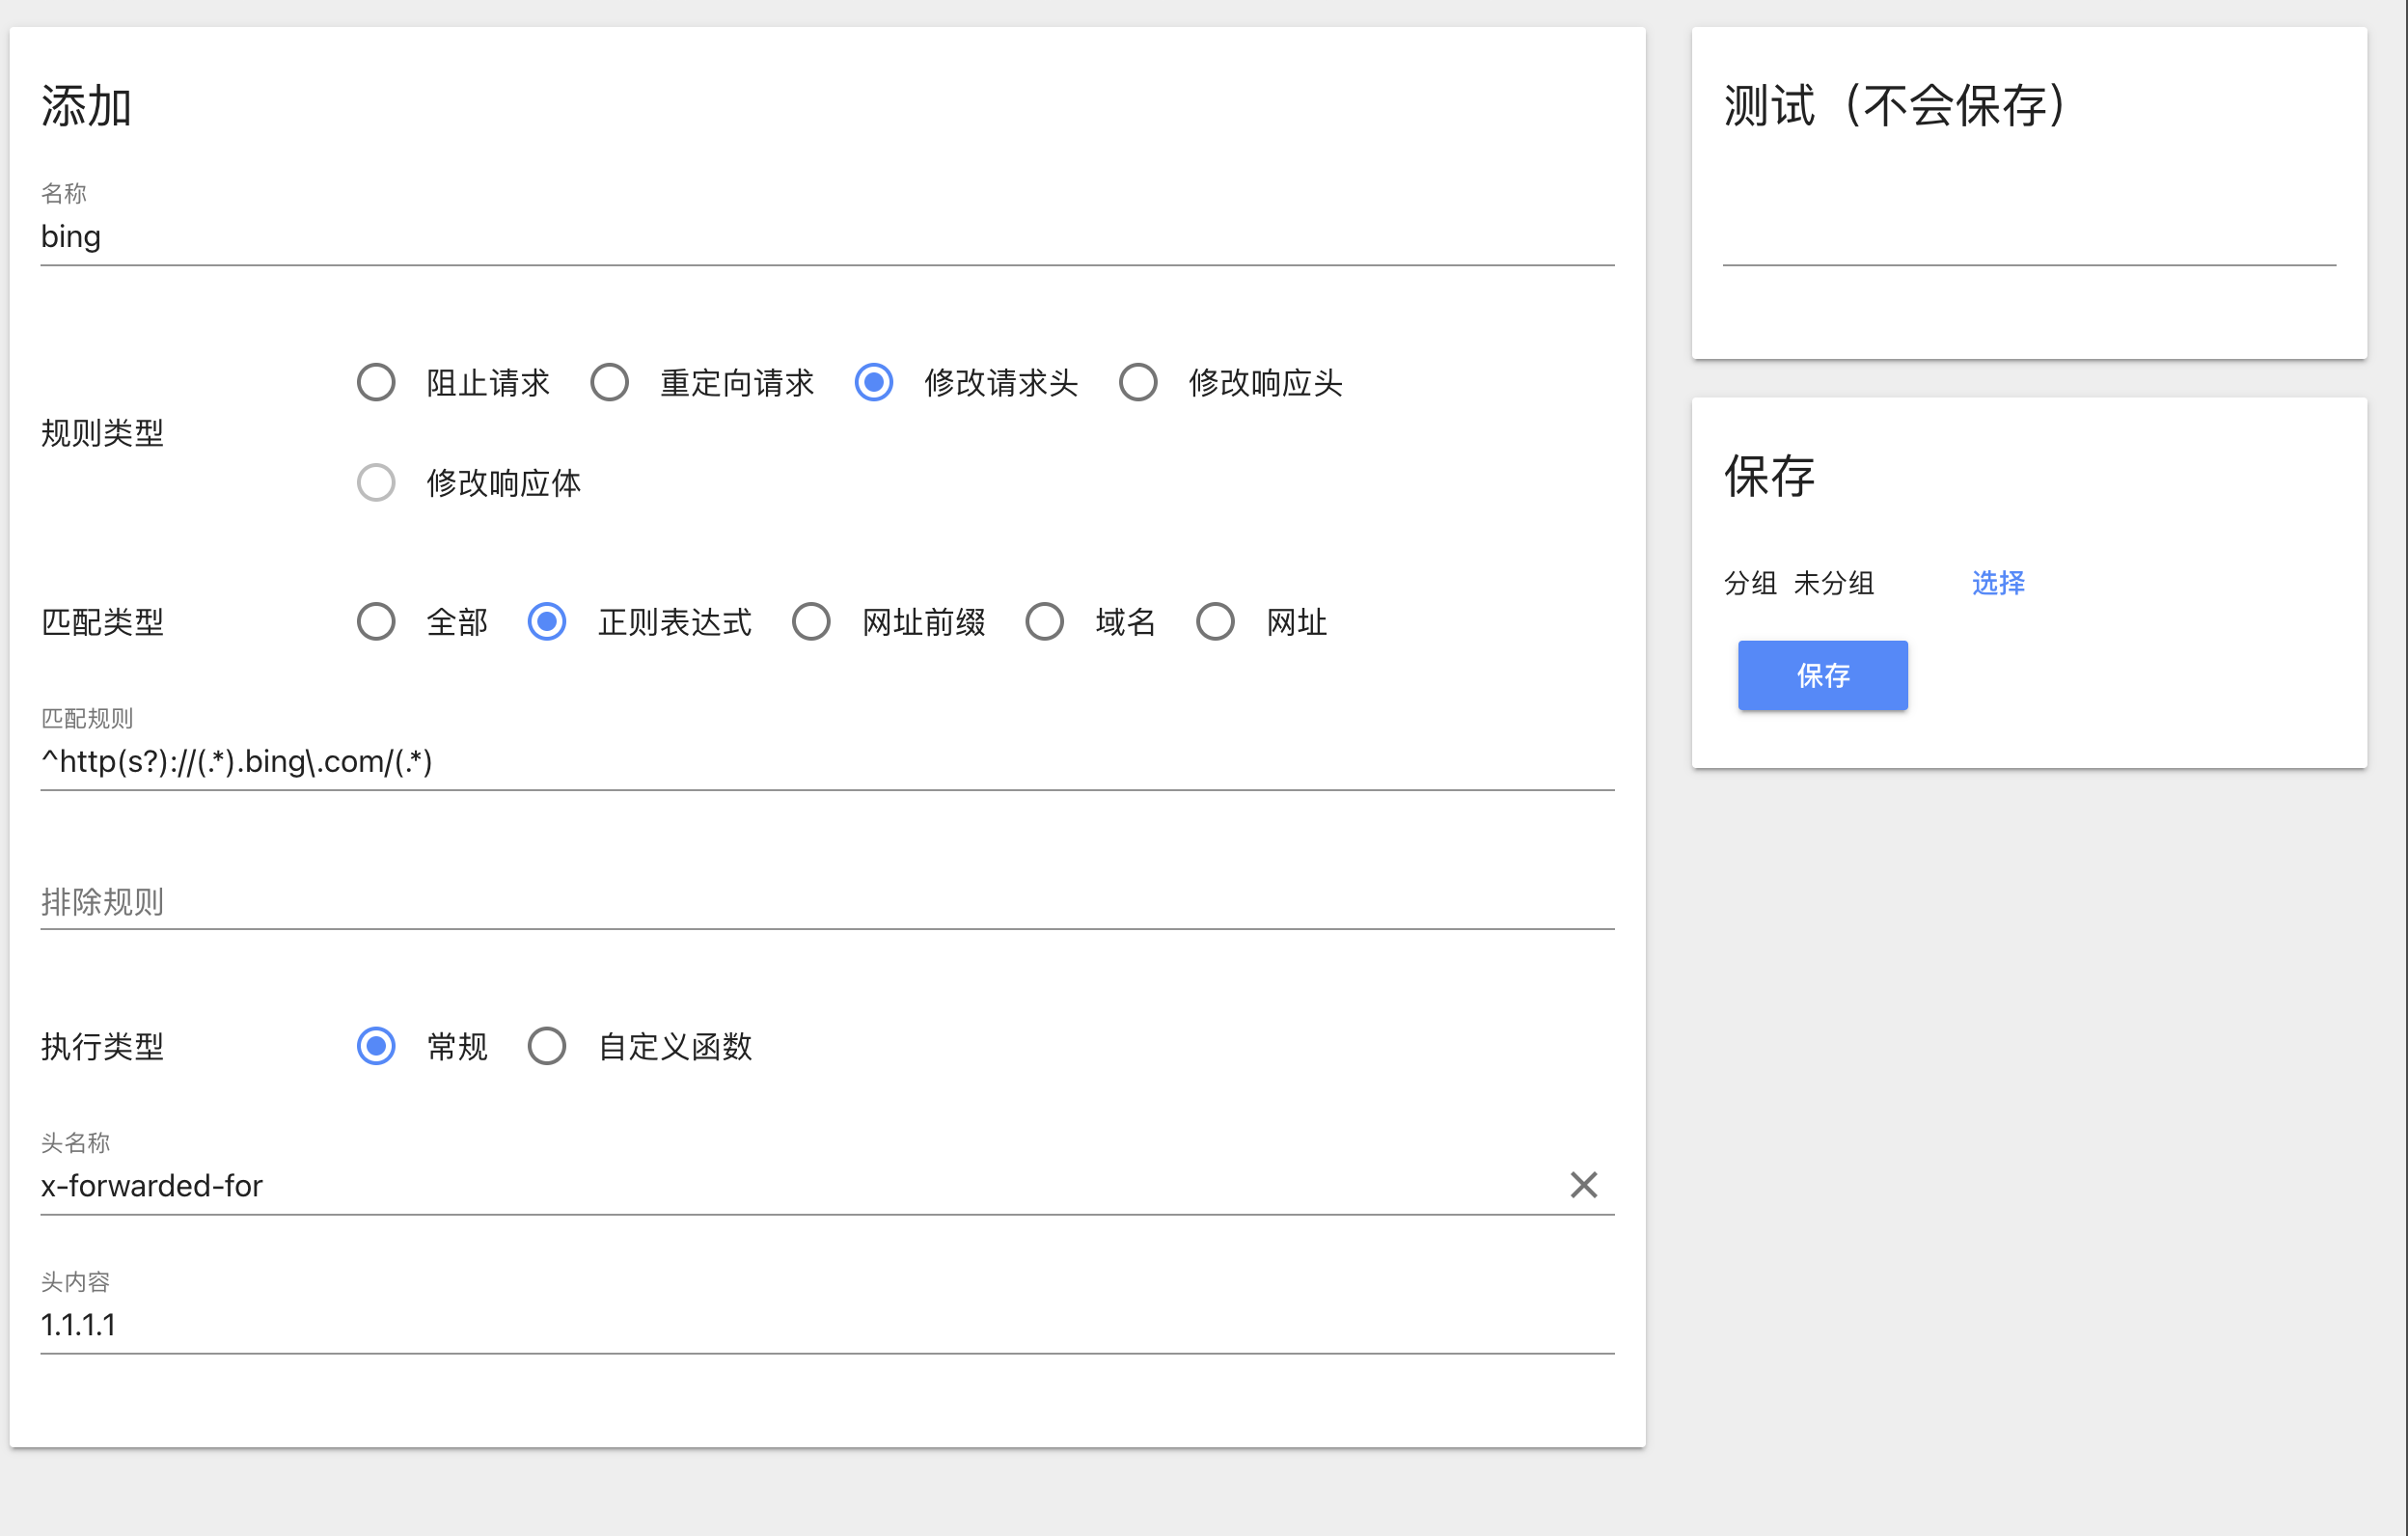 添加
名称
bing
规则类型
阻止请求 重定向请求 修改请求头 修改响应头
修改响应体
匹配类型 全部 正则表达式 网址前缀 域名 网址
匹配规则
^http(s?)://(.*).bing\.com/(.*)
排除规则
执行类型 常规 自定义函数
头名称
x-forwarded-for
头内容
1.1.1.1
测试（不会保存）
保存
分组 未分组 选择
保存